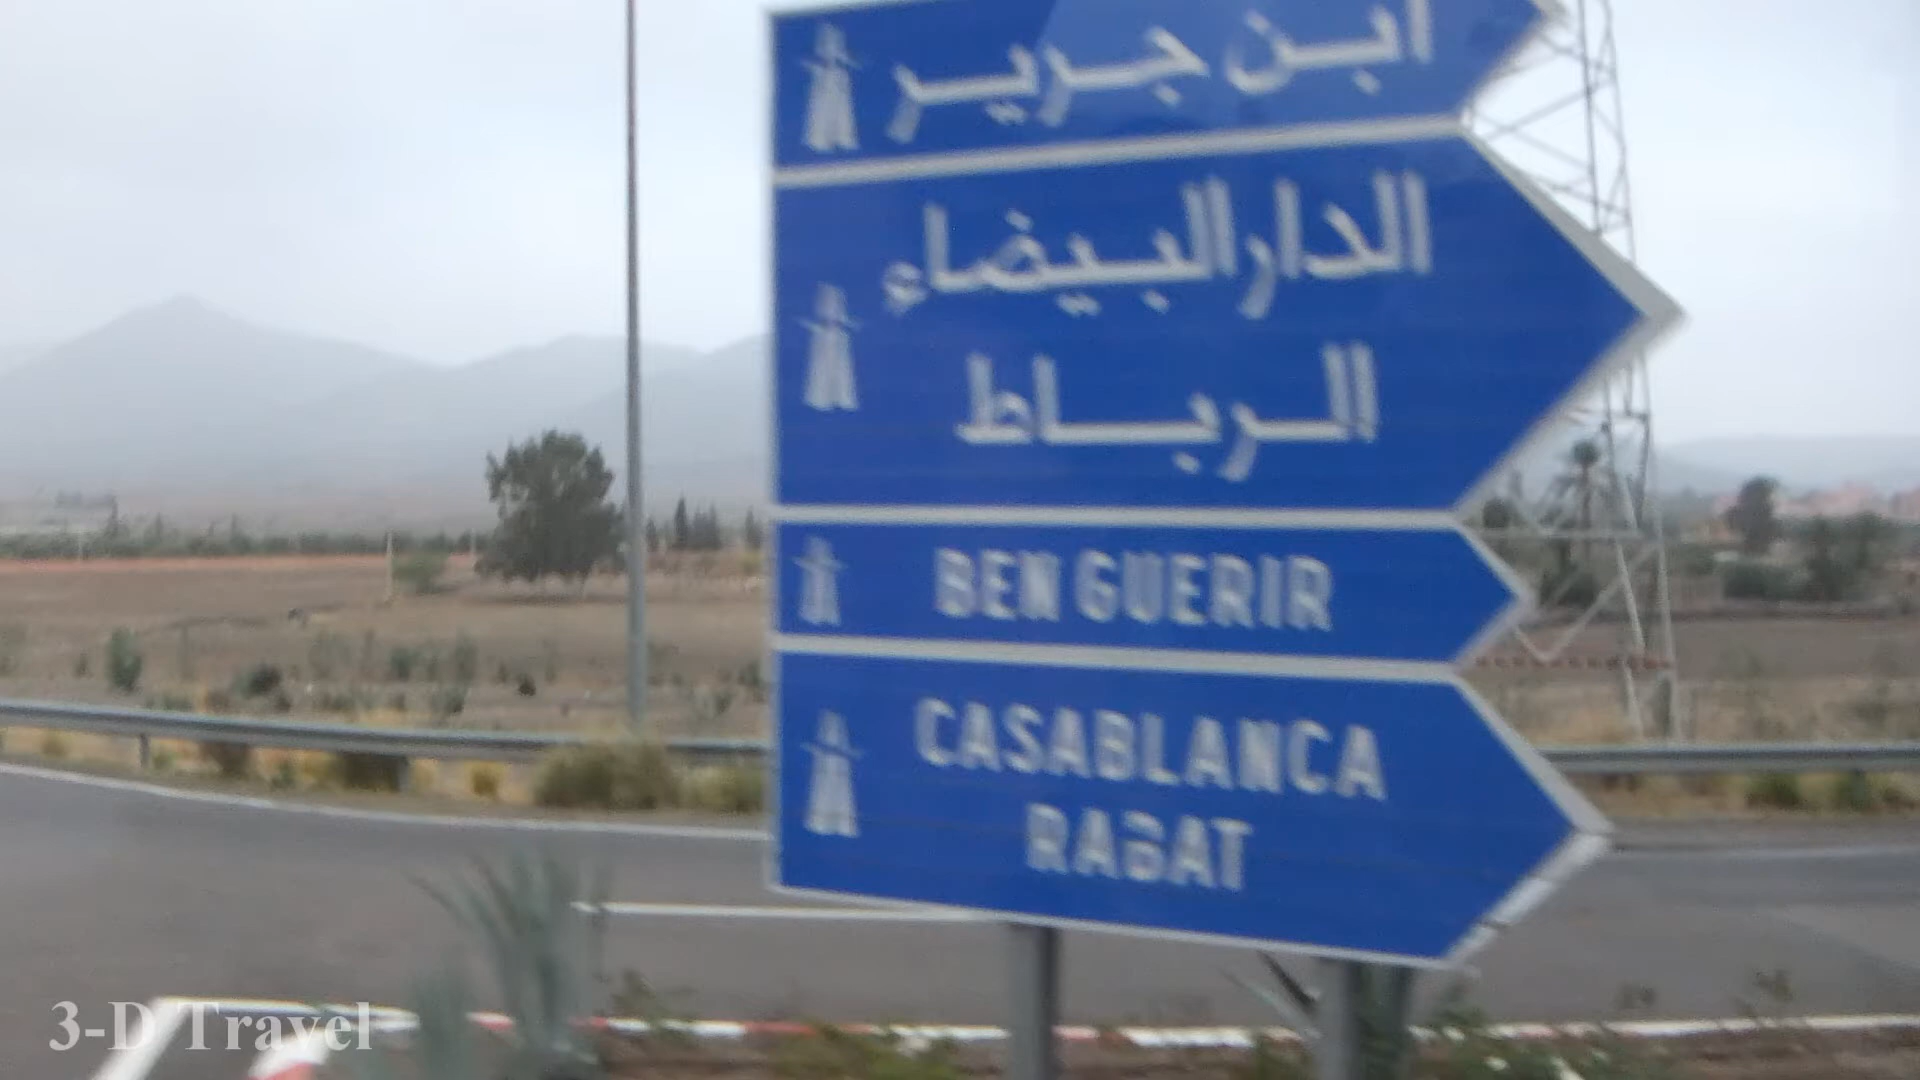 ابن جرير
الدار البيضاء
الرباط
BEN GUERIR
CASABLANCA
RABAT
3-D Travel